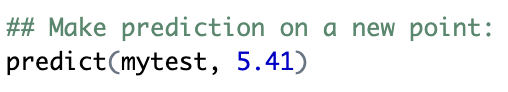 ## Make prediction on a new point:
predict(mytest, 5.41)